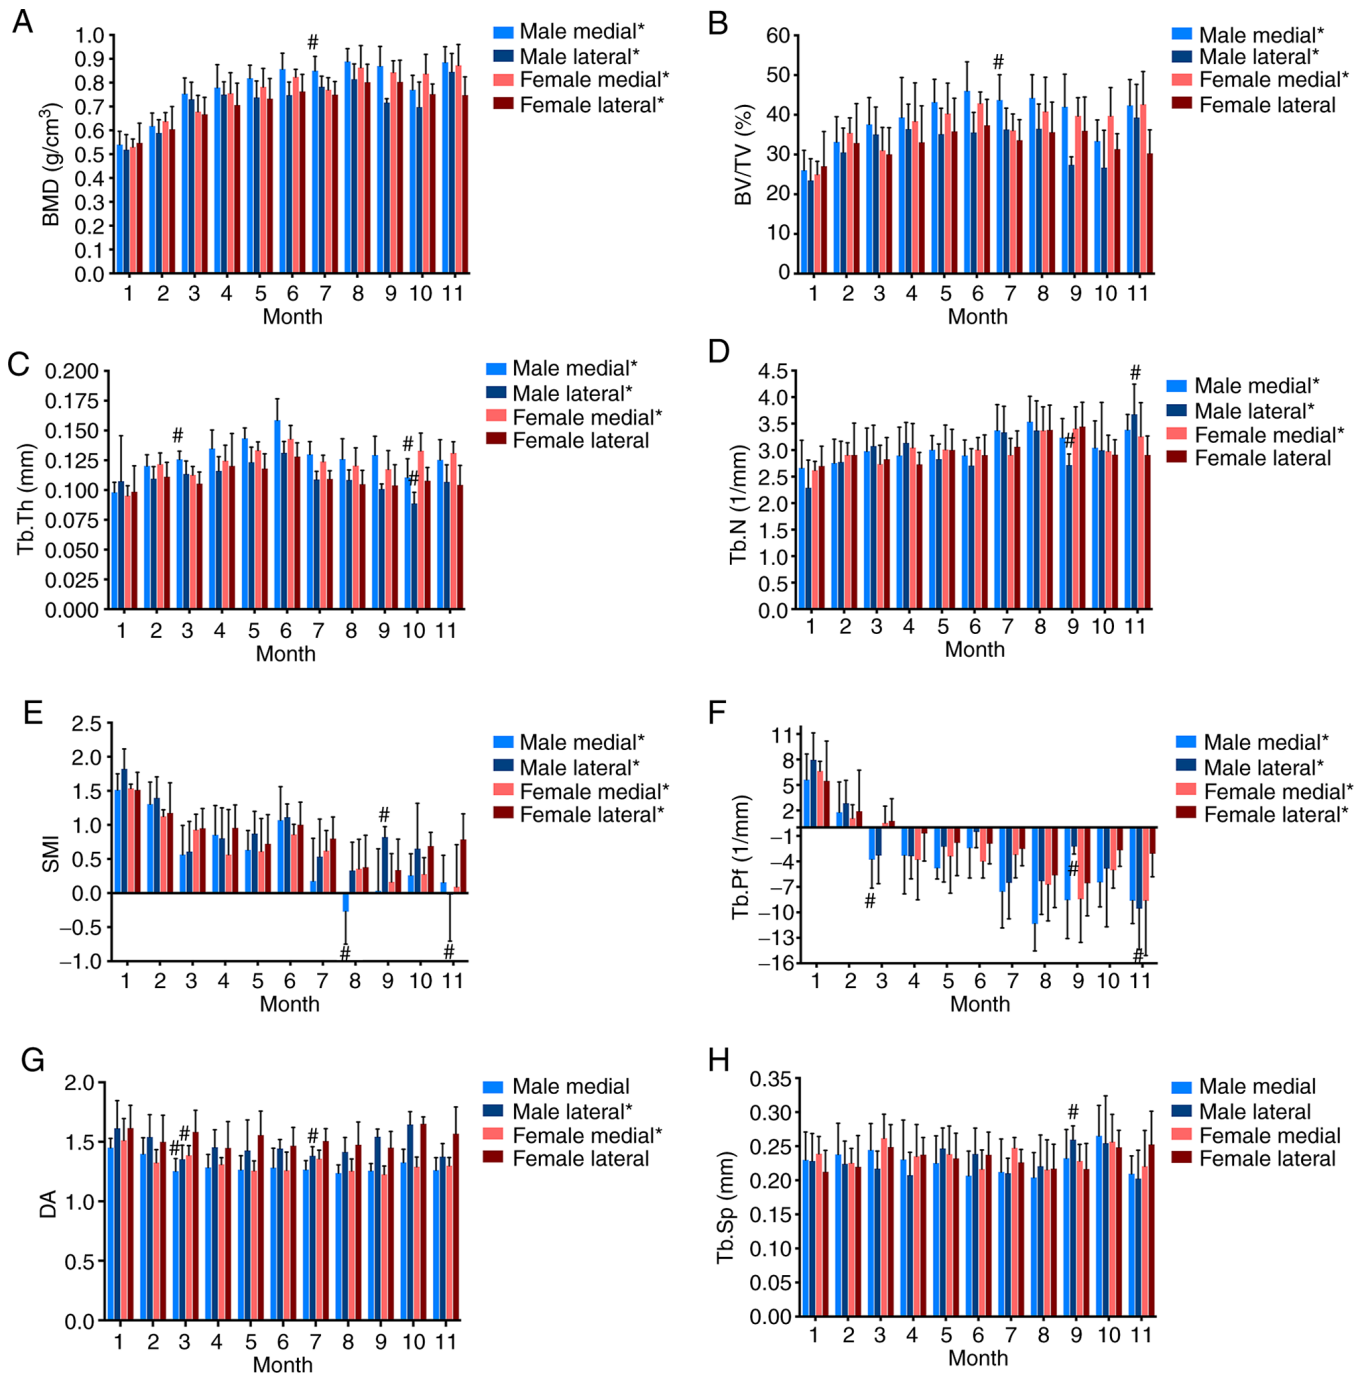 A
1.0
0.9
0.8
0.7
0.6
0.5
0.4
0.3
0.2
0.1
0.0
BMD (g/cm3)
#
1 2 3 4 5 6 7 8 9 10 11
Month
Male medial*
Male lateral*
Female medial*
Female lateral*
B
60
50
40
30
20
10
0
BV/TV (%)
#
1 2 3 4 5 6 7 8 9 10 11
Month
Male medial*
Male lateral*
Female medial*
Female lateral
C
0.200
0.175
0.150
0.125
0.100
0.075
0.050
0.025
0.000
Tb.Th (mm)
#
#
#
1 2 3 4 5 6 7 8 9 10 11
Month
Male medial*
Male lateral*
Female medial*
Female lateral
D
4.5
4.0
3.5
3.0
2.5
2.0
1.5
1.0
0.5
0.0
Tb.N (1/mm)
#
#
1 2 3 4 5 6 7 8 9 10 11
Month
Male medial*
Male lateral*
Female medial*
Female lateral
E
2.5
2.0
1.5
1.0
0.5
0.0
−0.5
−1.0
SMI
#
#
#
1 2 3 4 5 6 7 8 9 10 11
Month
Male medial*
Male lateral*
Female medial*
Female lateral*
F
11
8
5
2
−1
−4
−7
−10
−13
−16
Tb.Pf (1/mm)
#
#
#
1 2 3 4 5 6 7 8 9 10 11
Month
Male medial*
Male lateral*
Female medial*
Female lateral*
G
2.0
1.5
1.0
0.5
0.0
DA
#
#
#
1 2 3 4 5 6 7 8 9 10 11
Month
Male medial
Male lateral*
Female medial*
Female lateral
H
0.35
0.30
0.25
0.20
0.15
0.10
0.05
0.00
Tb.Sp (mm)
#
1 2 3 4 5 6 7 8 9 10 11
Month
Male medial
Male lateral
Female medial
Female lateral